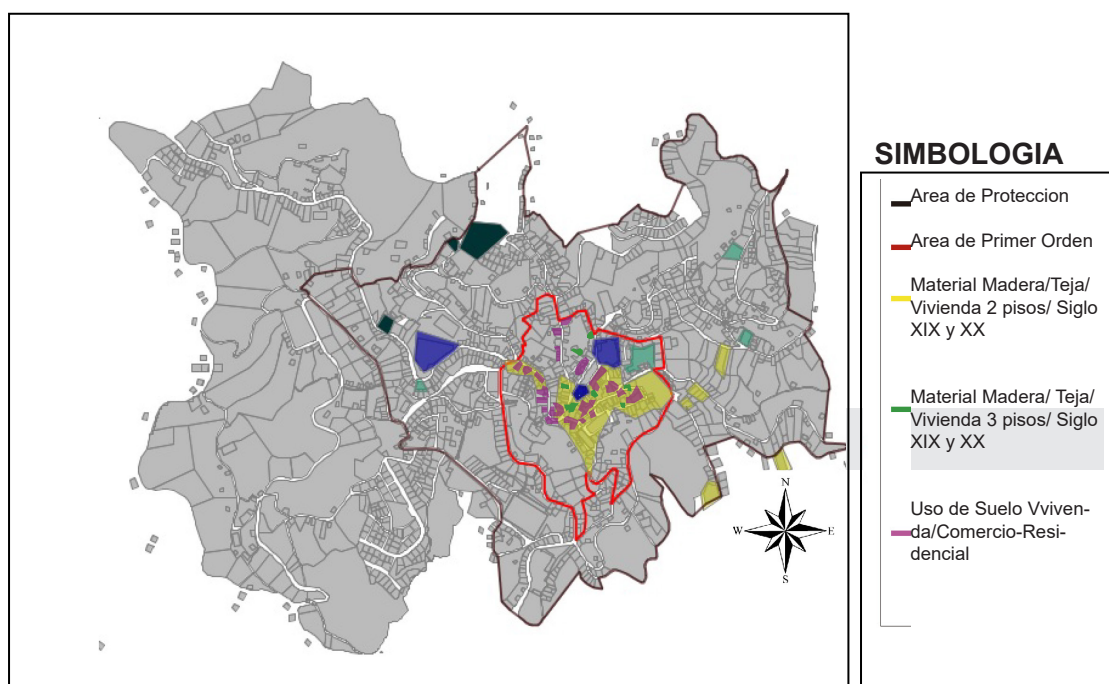 SIMBOLOGIA
Area de Proteccion
Area de Primer Orden
Material Madera/Teja/
Vivienda 2 pisos/ Siglo
XIX y XX
Material Madera/ Teja/
Vivienda 3 pisos/ Siglo
XIX y XX
Uso de Suelo Vvivien-
da/Comercio-Resi-
dencial
N
W
E
S